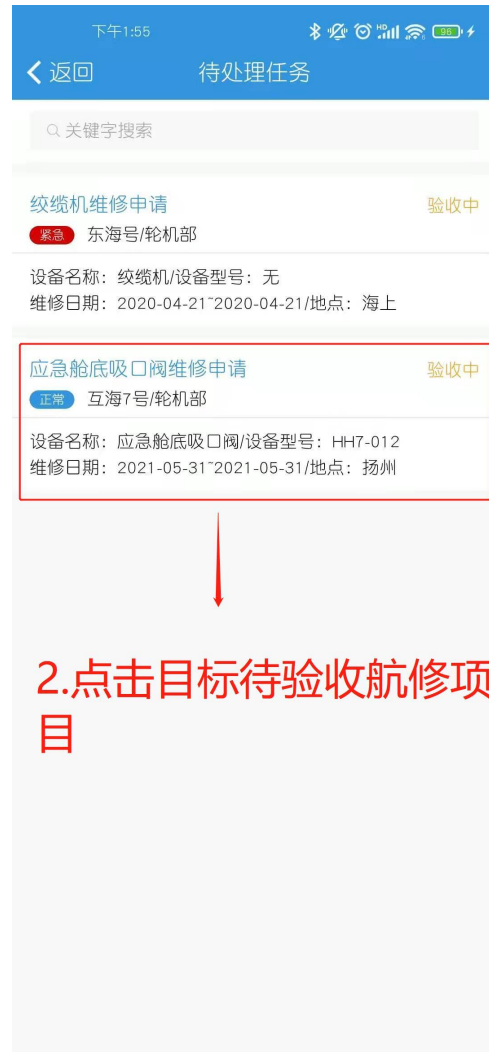 下午1:55
HD
96
返回
待处理任务
关键字搜索
绞缆机维修申请
验收中
紧急 东海号/轮机部
设备名称：绞缆机/设备型号：无
维修日期：2020-04-21~2020-04-21/地点：海上
应急舱底吸口阀维修申请
验收中
正常 互海7号/轮机部
设备名称：应急舱底吸口阀/设备型号：HH7-012
维修日期：2021-05-31~2021-05-31/地点：扬州
2.点击目标待验收航修项
目